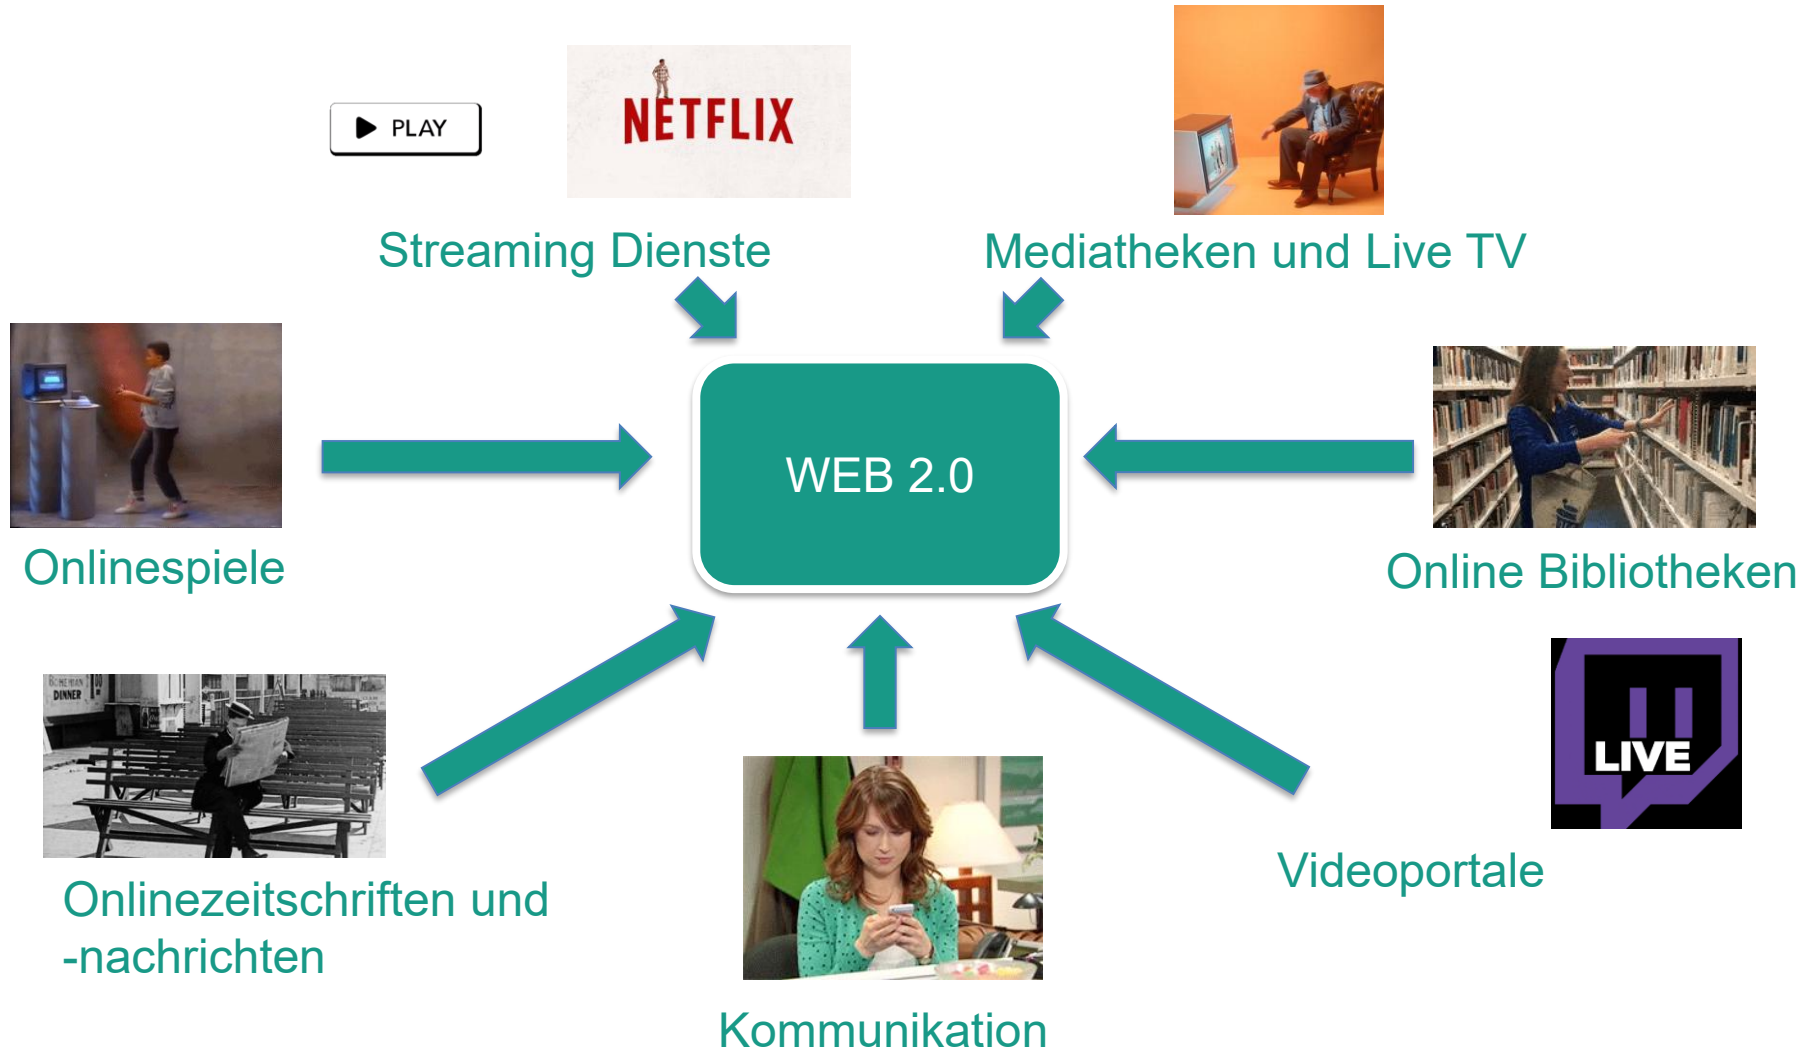 PLAY
NETFLIX
Streaming Dienste
Mediatheken und Live TV
WEB 2.0
Onlinespiele
Online Bibliotheken
DINNER
LIVE
Videoportale
Onlinezeitschriften und
-nachrichten
Kommunikation